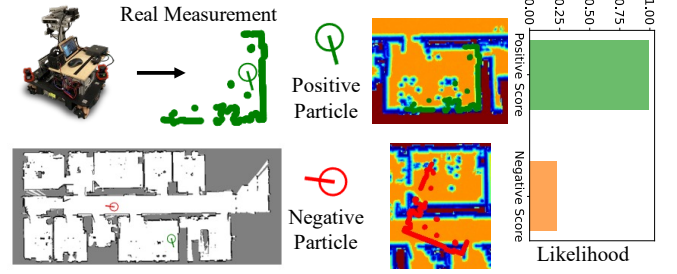 Real Measurement
Positive
Particle
Negative
Particle
0.00
0.25
0.50
0.75
1.00
Positive Score
Negative Score
Likelihood